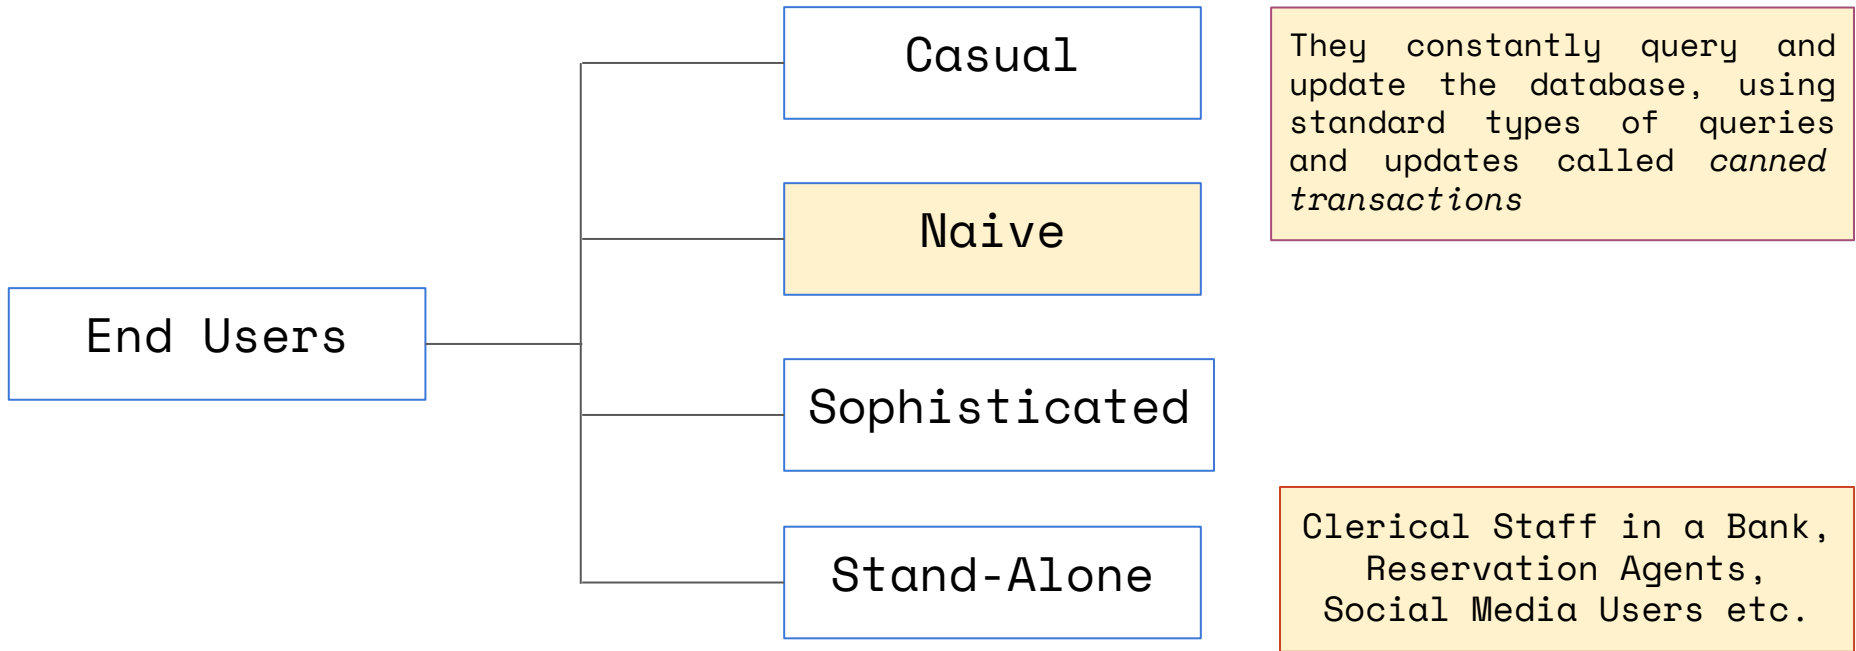 Casual
They constantly query and
update the database, using
standard types of queries
and updates called canned
transactions
Naive
End Users
Sophisticated
Clerical Staff in a Bank,
Reservation Agents,
Social Media Users etc.
Stand-Alone